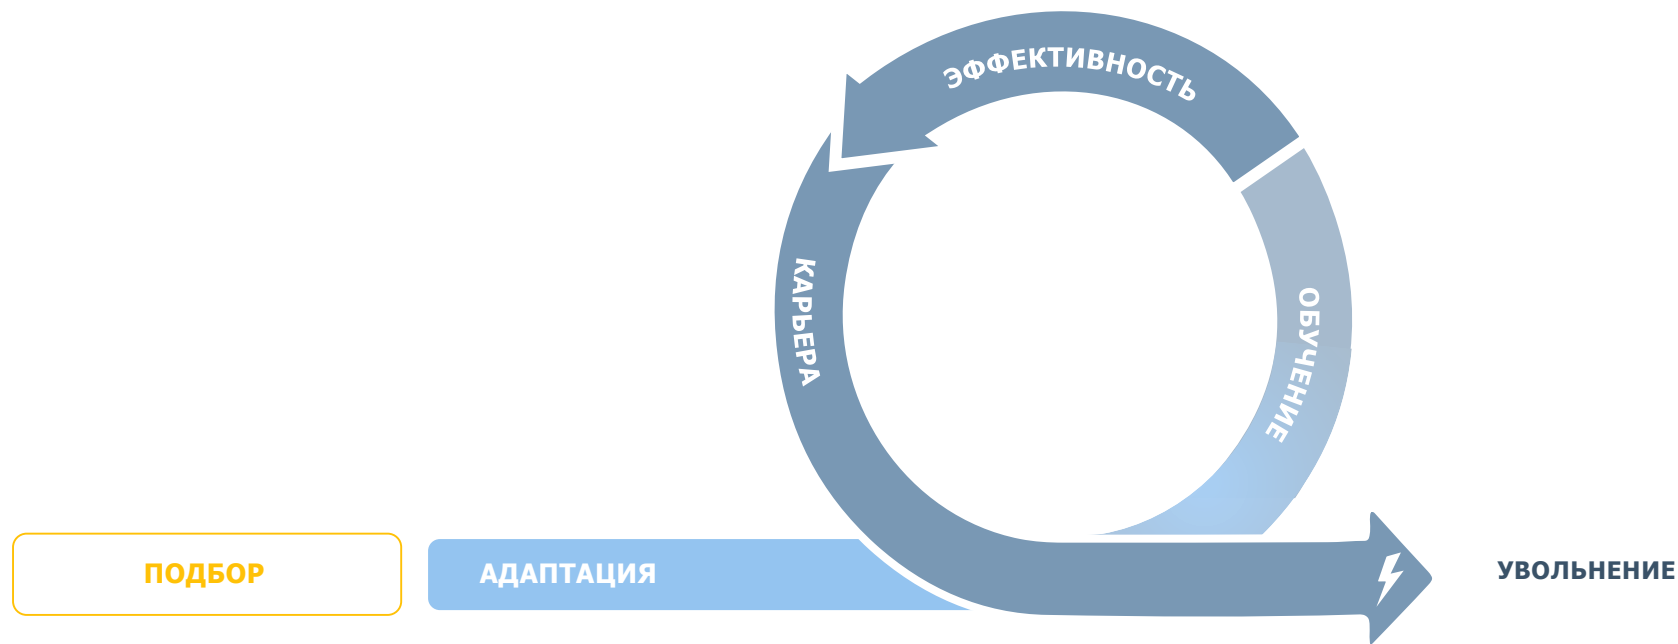 ПОДБОР
АДАПТАЦИЯ
ОБУЧЕНИЕ
ЭФФЕКТИВНОСТЬ
КАРЬЕРА
УВОЛЬНЕНИЕ